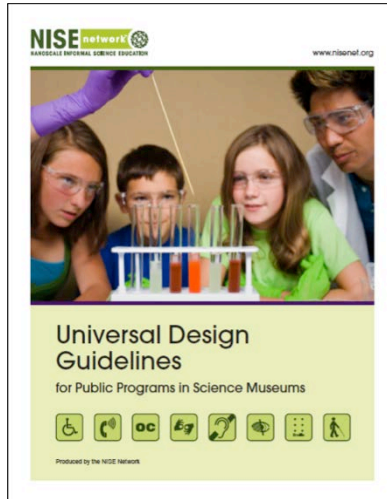 NISE network
NANOSCALE INFORMAL SCIENCE EDUCATION
www.nisenet.org
Universal Design
Guidelines
for Public Programs in Science Museums
OC
Produced by the NISE Network